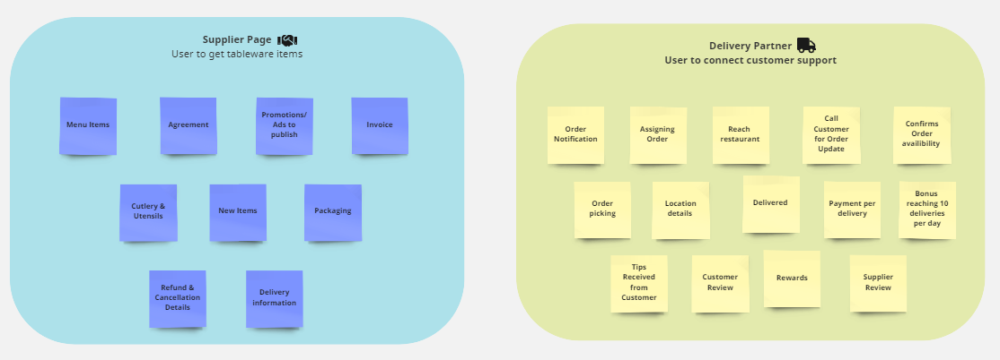 Supplier Page
User to get tableware items
Menu Items
Agreement
Promotions/
Ads to
publish
Invoice
Cutlery &
Utensils
New Items
Packaging
Refund &
Cancellation
Details
Delivery
information
Delivery Partner
User to connect customer support
Order
Notification
Assigning
Order
Reach
restaurant
Call
Customer
for Order
Update
Confirms
Order
availibility
Order
picking
Location
details
Delivered
Payment per
delivery
Bonus
reaching 10
deliveries
per day
Tips
Received
from
Customer
Customer
Review
Rewards
Supplier
Review